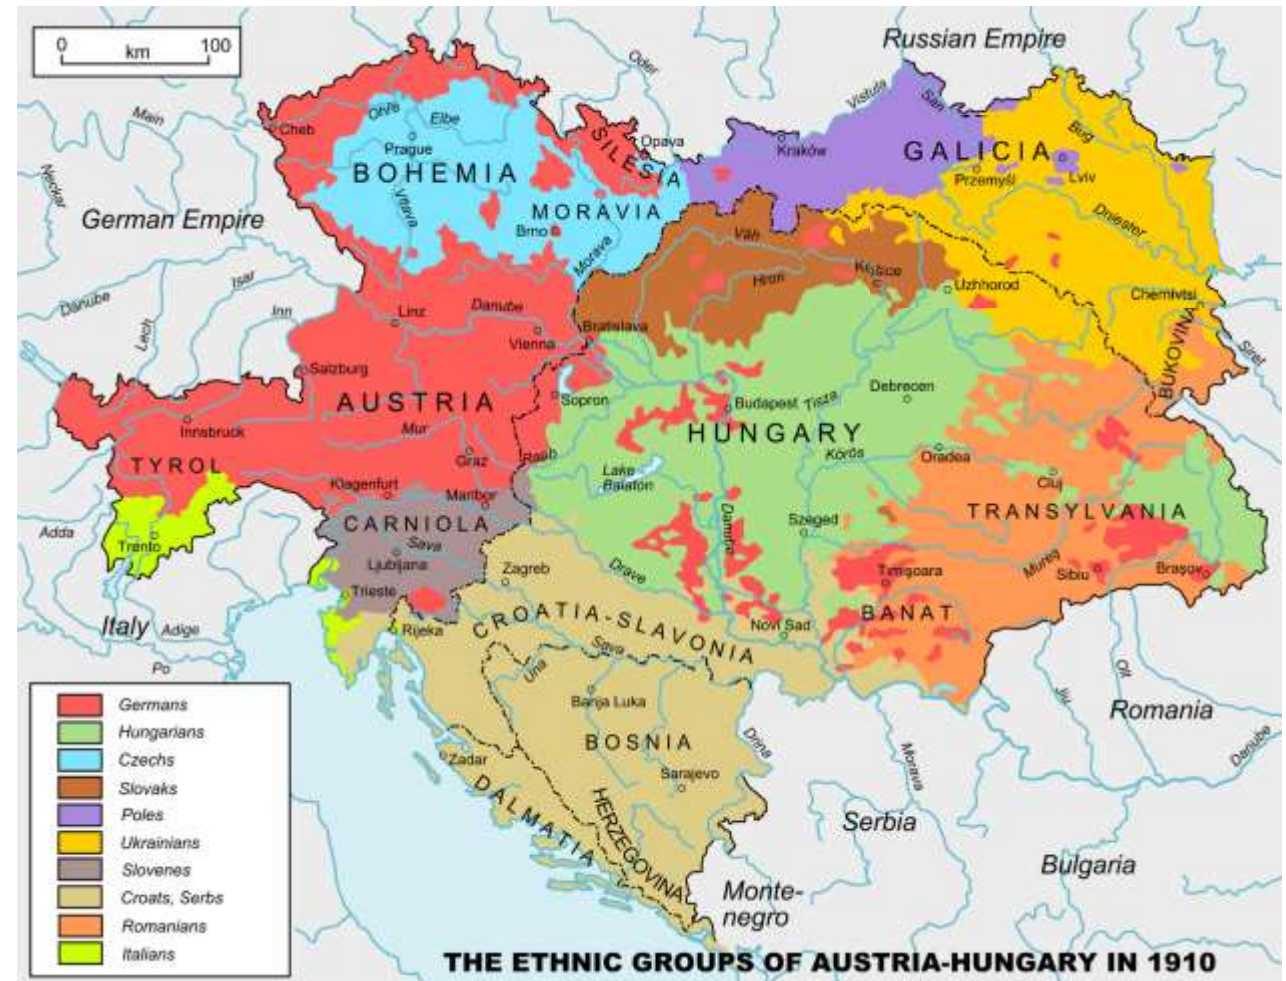 0 100
km
Russian Empire
Oder
Vistula
San
Main
Cheb
Ohře
Elbe
Opava
Bug
Prague
Kraków
GALICIA
SILESIA
Przemyśl
Lviv
BOHEMIA
Neckar
Vltava
MORAVIA
Dniester
German Empire
Brno
Morava
Váh
Isar
Hron
Košice
Uzhhorod
Danube
Inn
Linz
Danube
Chernivtsi
Lech
Bratislava
Vienna
BUKOVINA
Siret
Salzburg
AUSTRIA
Sopron
Debrecen
Budapest
Tisza
Innsbruck
Mur
HUNGARY
Graz
Raab
Körös
Oradea
TYROL
Lake
Balaton
Cluj
Klagenfurt
Maribor
CARNIOLA
Danube
Szeged
TRANSYLVANIA
Adda
Trento
Sava
Ljubljana
Zagreb
Drave
Mureș
Timișoara
Sibiu
Brașov
Trieste
BANAT
Italy
Adige
Rijeka
CROATIA-SLAVONIA
Novi Sad
Po
Sava
Una
Olt
Jiu
Banja Luka
Romania
BOSNIA
Drina
Morava
Danube
Zadar
Sarajevo
DALMATIA
HERZEGOVINA
Serbia
Bulgaria
Monte-
negro
Germans
Hungarians
Czechs
Slovaks
Poles
Ukrainians
Slovenes
Croats, Serbs
Romanians
Italians
THE ETHNIC GROUPS OF AUSTRIA-HUNGARY IN 1910